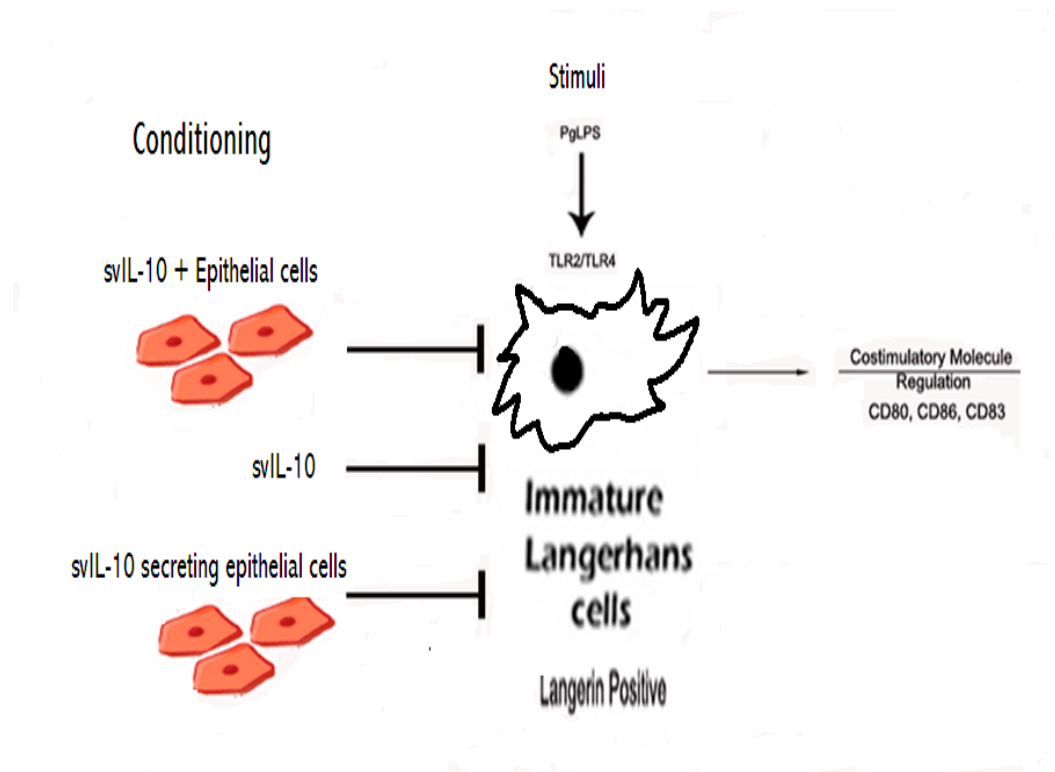 Stimuli
PgLPS
Conditioning
TLR2/TLR4
svIL-10 + Epithelial cells
Costimulatory Molecule
Regulation
CD80, CD86, CD83
svIL-10
Immature
Langerhans
cells
svIL-10 secreting epithelial cells
Langerin Positive